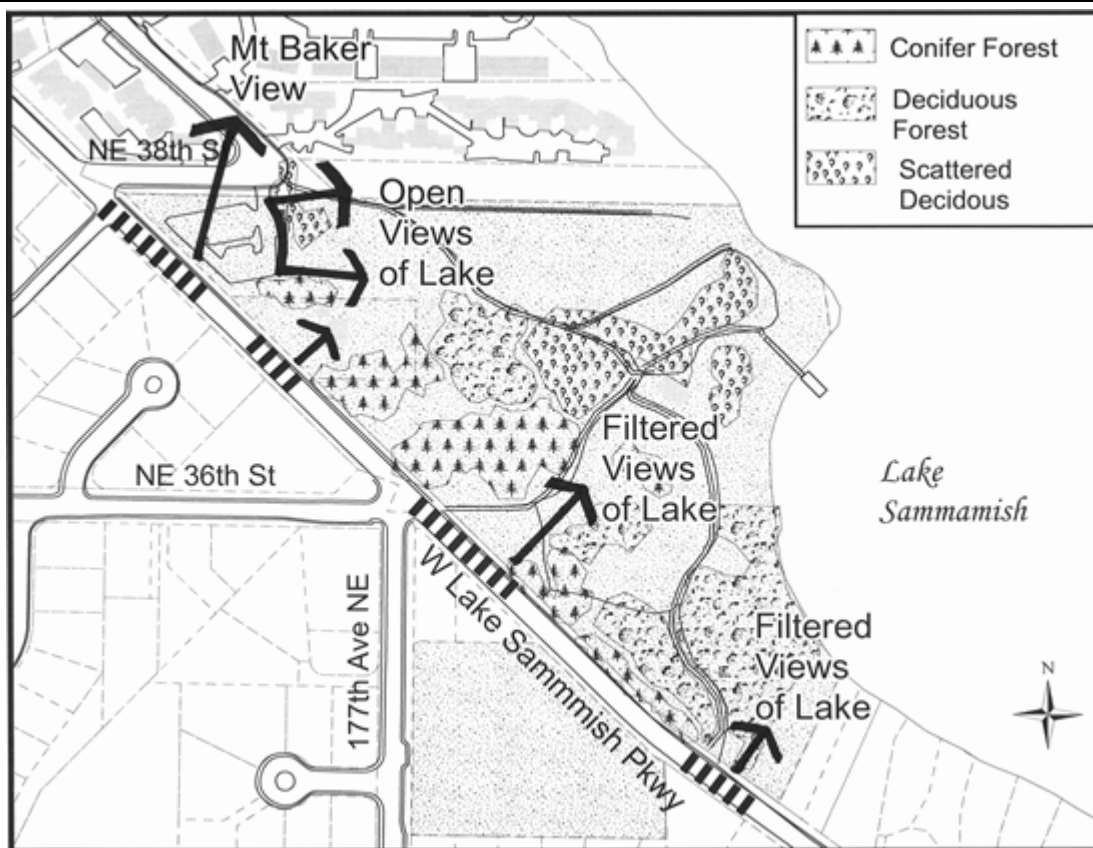 Mt Baker
View
NE 38th S
Open
Views
of Lake
Conifer Forest
Deciduous
Forest
Scattered
Decidous
Filtered
Views
of Lake
NE 36th St
Lake
Sammamish
177th Ave NE
W Lake Sammmish Pkwy
Filtered
Views
of Lake
N